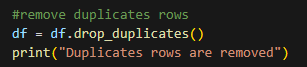 #remove duplicates rows
df = df.drop_duplicates()
print("Duplicates rows are removed")